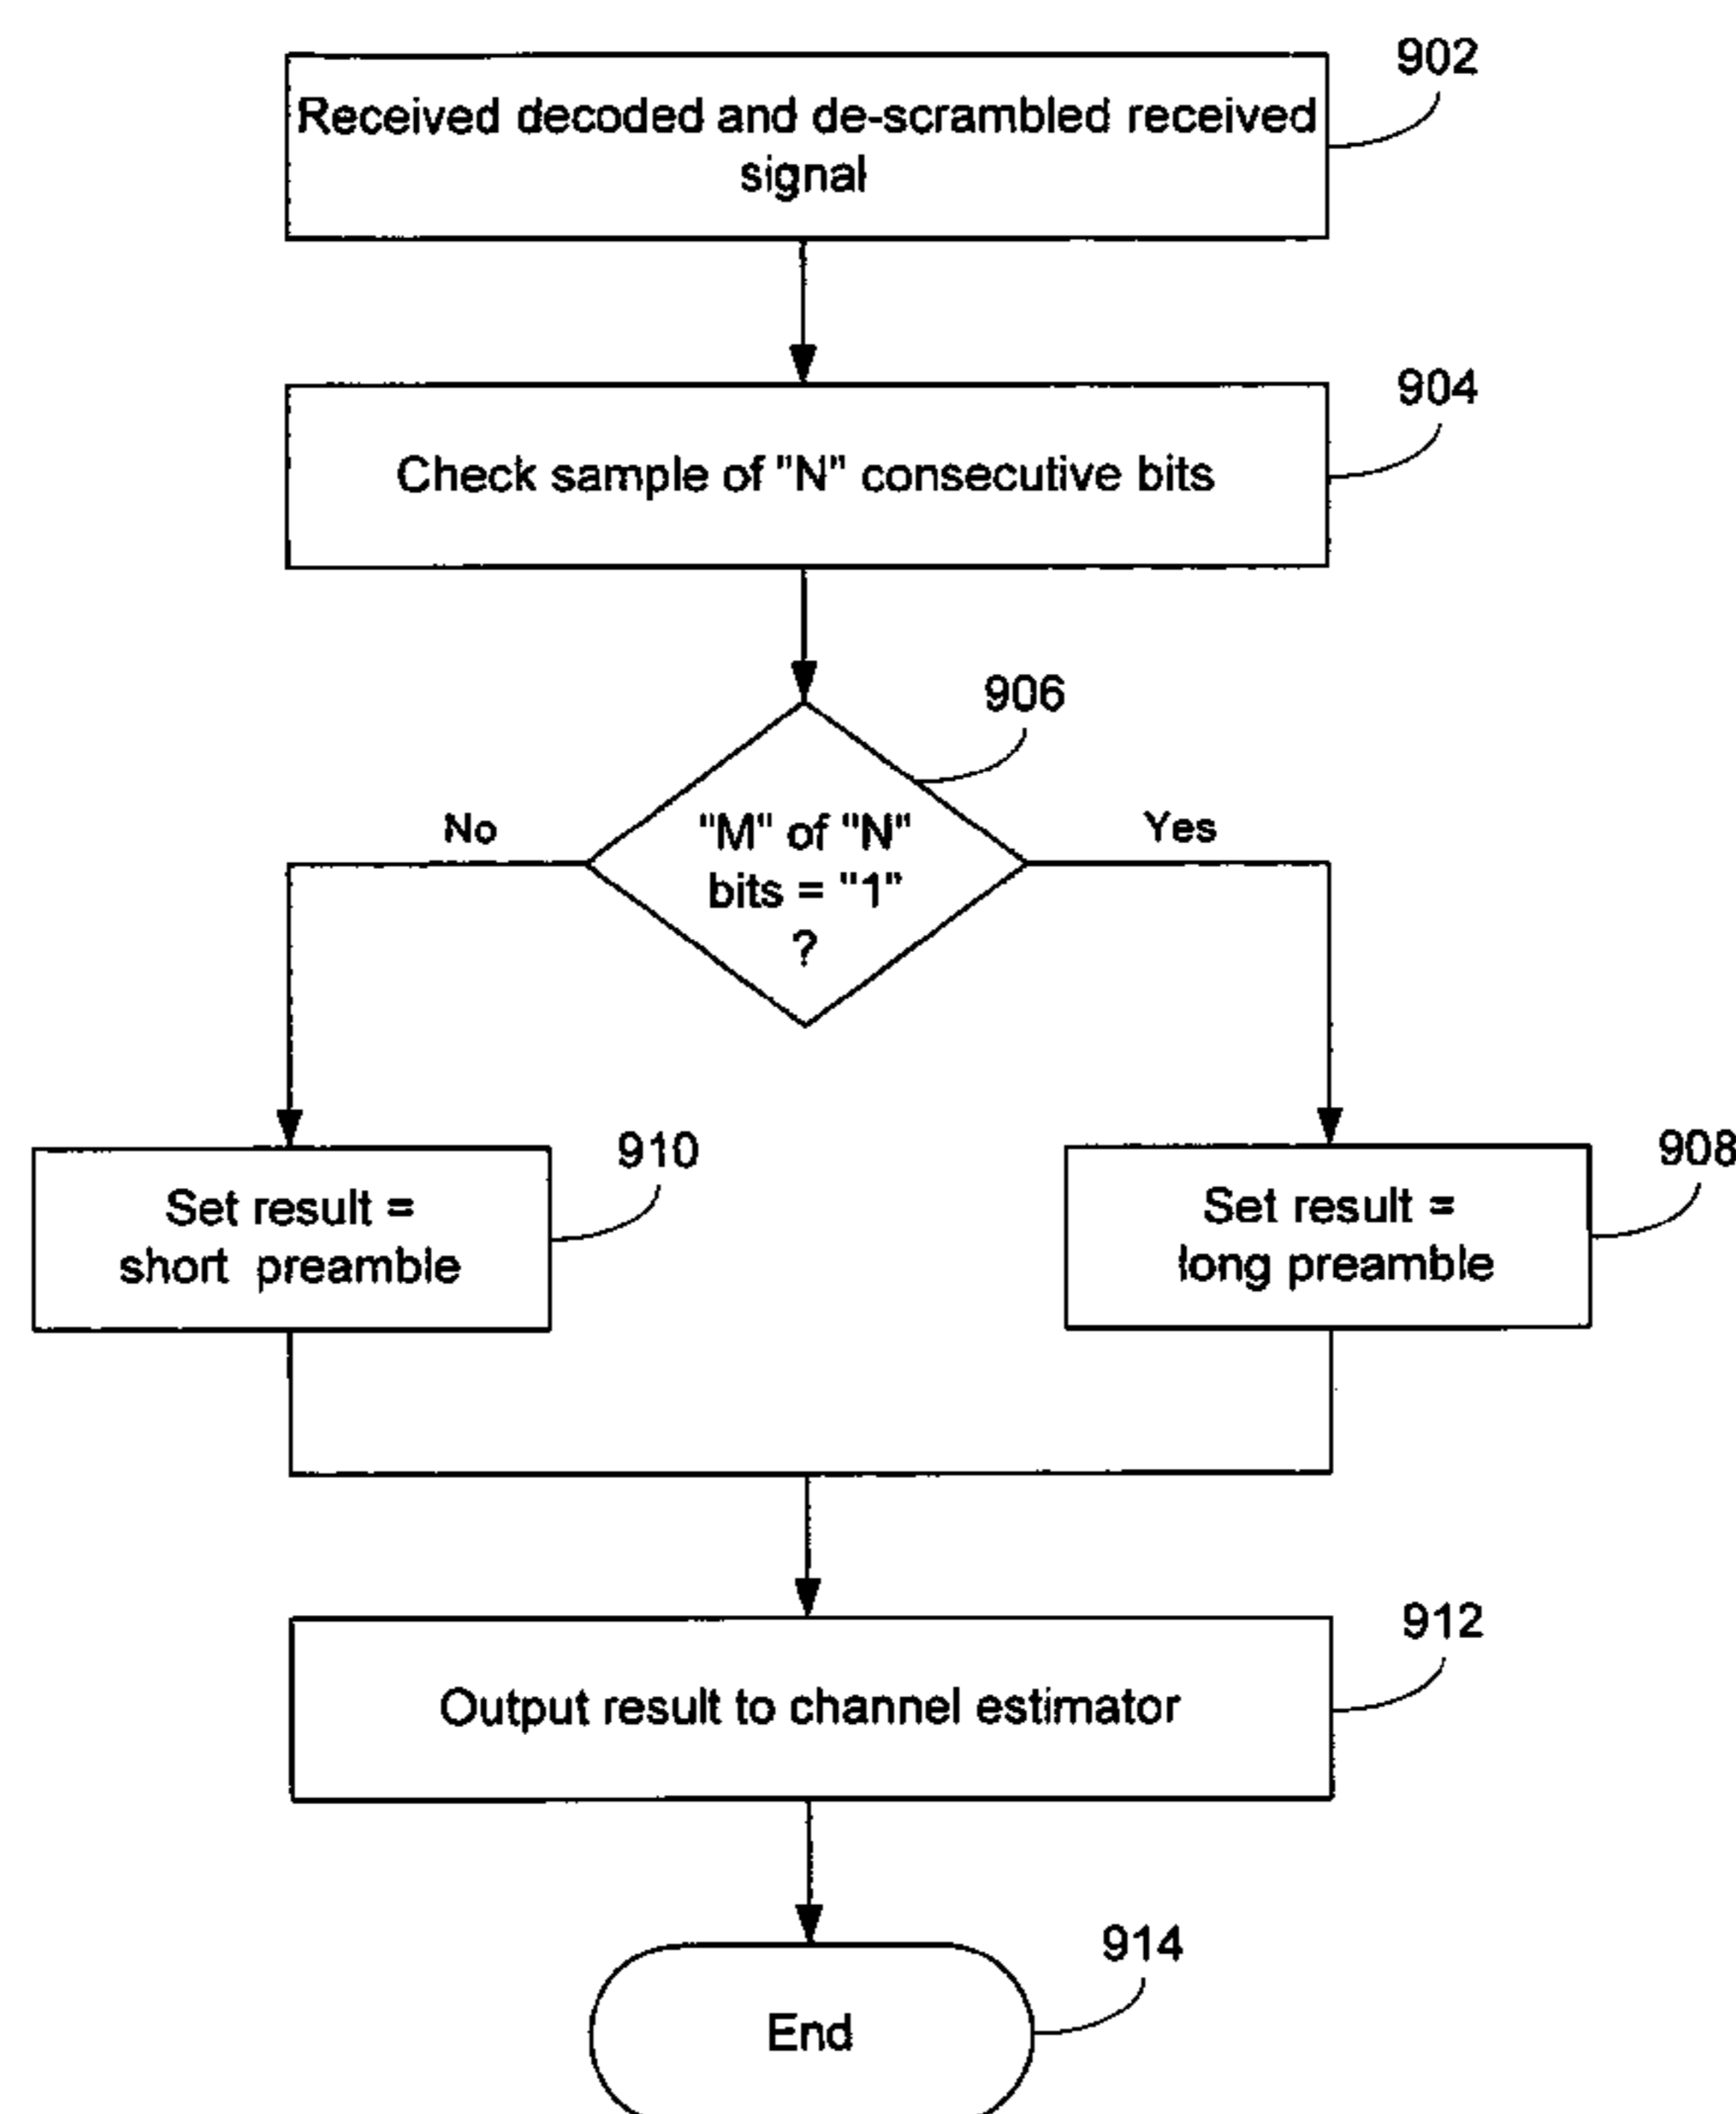 902
Received decoded and de-scrambled received
signal
904
Check sample of "N" consecutive bits
906
No
"M" of "N"
bits = "1"
?
Yes
910
Set result =
short preamble
908
Set result =
long preamble
912
Output result to channel estimator
914
End